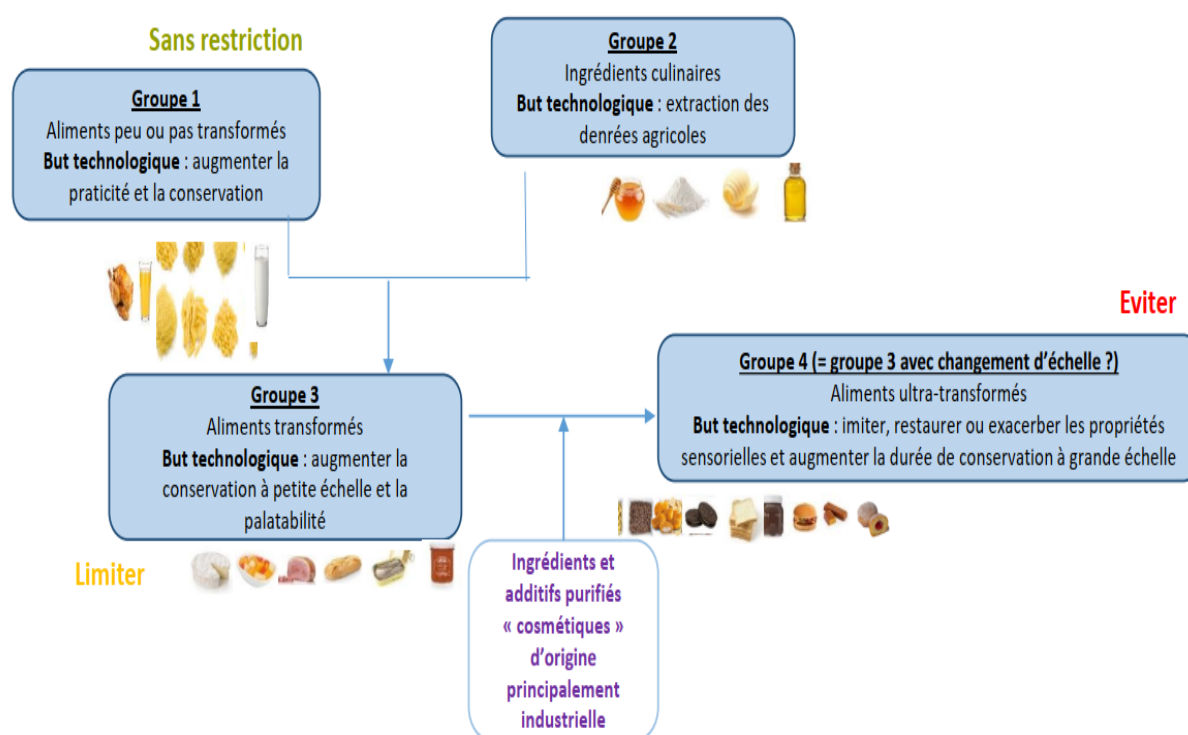 Sans restriction
Groupe 1
Aliments peu ou pas transformés
But technologique : augmenter la
praticité et la conservation
Groupe 2
Ingrédients culinaires
But technologique : extraction des
denrées agricoles
Eviter
Groupe 3
Aliments transformés
But technologique : augmenter la
conservation à petite échelle et la
palatabilité
Groupe 4 (= groupe 3 avec changement d’échelle ?)
Aliments ultra-transformés
But technologique : imiter, restaurer ou exacerber les propriétés
sensorielles et augmenter la durée de conservation à grande échelle
Limiter
Ingrédients et
additifs purifiés
« cosmétiques »
d’origine
principalement
industrielle